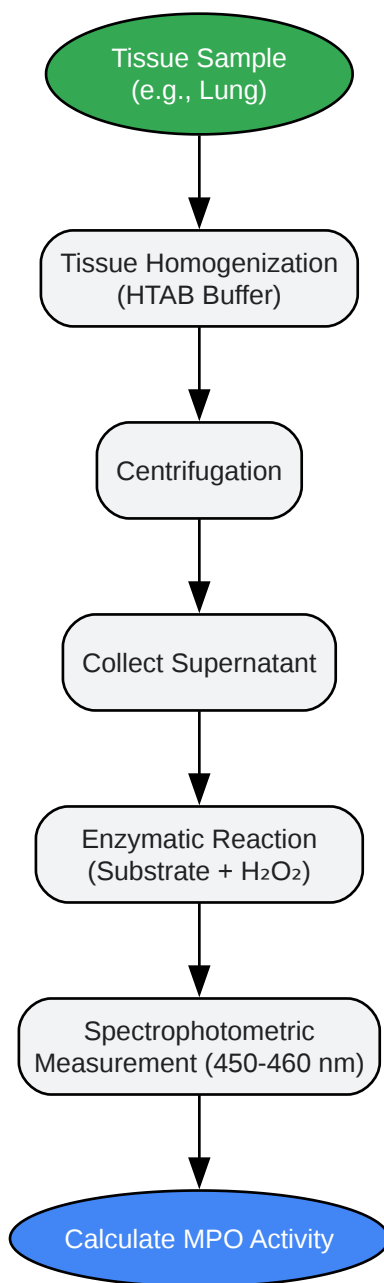 Tissue Sample
(e.g., Lung)
Tissue Homogenization
(HTAB Buffer)
Centrifugation
Collect Supernatant
Enzymatic Reaction
(Substrate + H₂O₂)
Spectrophotometric
Measurement (450-460 nm)
Calculate MPO Activity